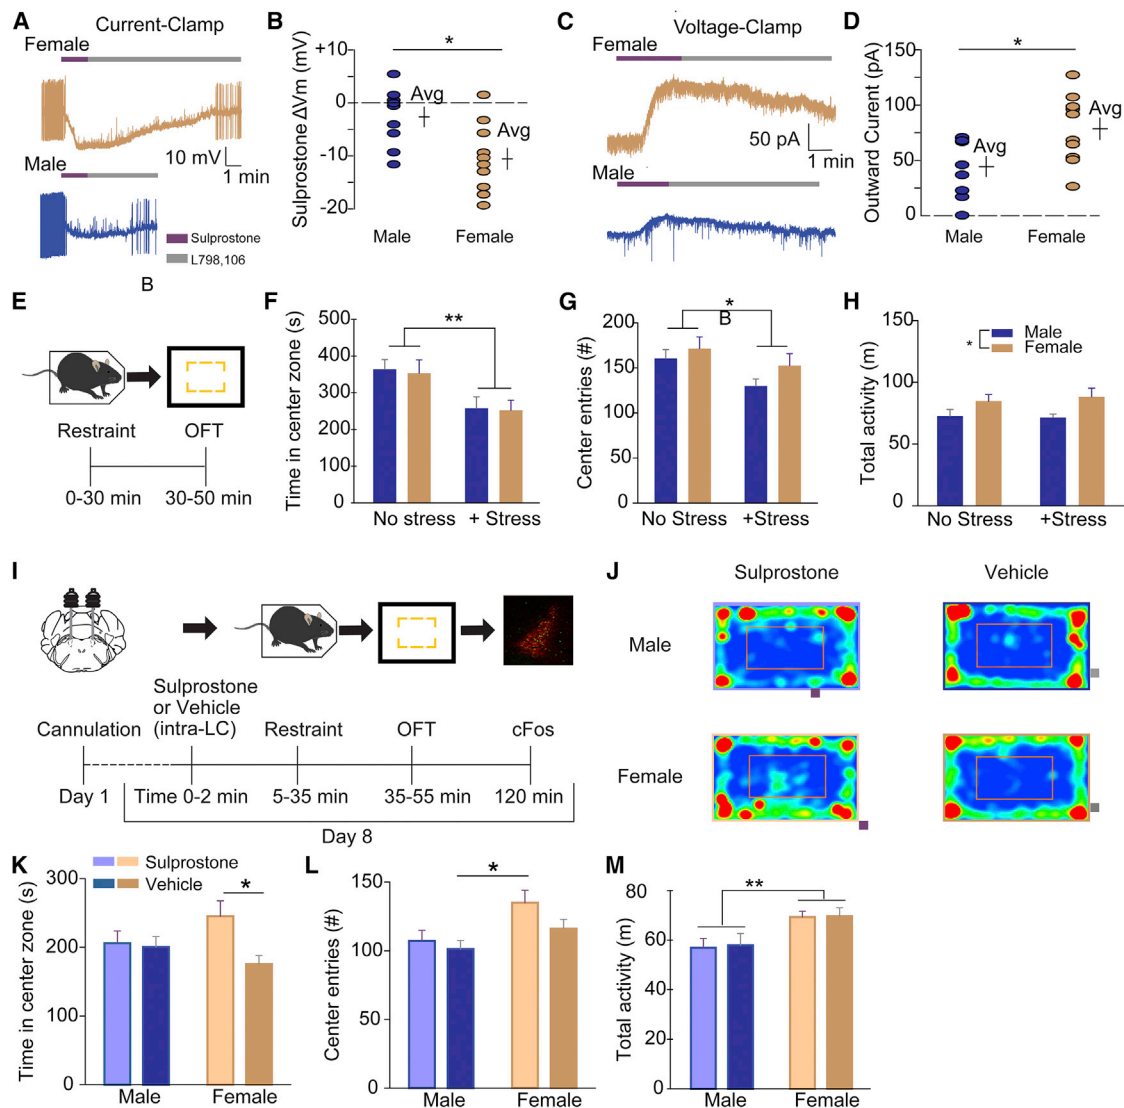 A
Current-Clamp
Female
10 mV
1 min
Male
Sulprostone
L798,106
B
B
Sulprostone ΔVm (mV)
+10
0
-10
-20
*
Avg
Avg
Male
Female
C
Voltage-Clamp
Female
50 pA
1 min
Male
D
Outward Curent (pA)
150
100
50
0
*
Avg
Avg
Male
Female
E
Restraint
OFT
0-30 min
30-50 min
F
Time in center zone (s)
500
400
300
200
100
0
**
No stress
+ Stress
G
Center entries (#)
200
150
100
50
0
*
B
No Stress
+Stress
H
Total activity (m)
150
100
50
0
*
Male
Female
No Stress
+Stress
I
Sulprostone
or Vehicle
(intra-LC)
Cannulation
Restraint
OFT
cFos
Day 1
Time 0-2 min
5-35 min
35-55 min
120 min
Day 8
J
Sulprostone
Vehicle
Male
Female
K
Sulprostone
Vehicle
Time in center zone (s)
300
200
100
0
*
Male
Female
L
Center entries (#)
150
100
50
0
*
Male
Female
M
Total activity (m)
80
60
40
20
0
**
Male
Female